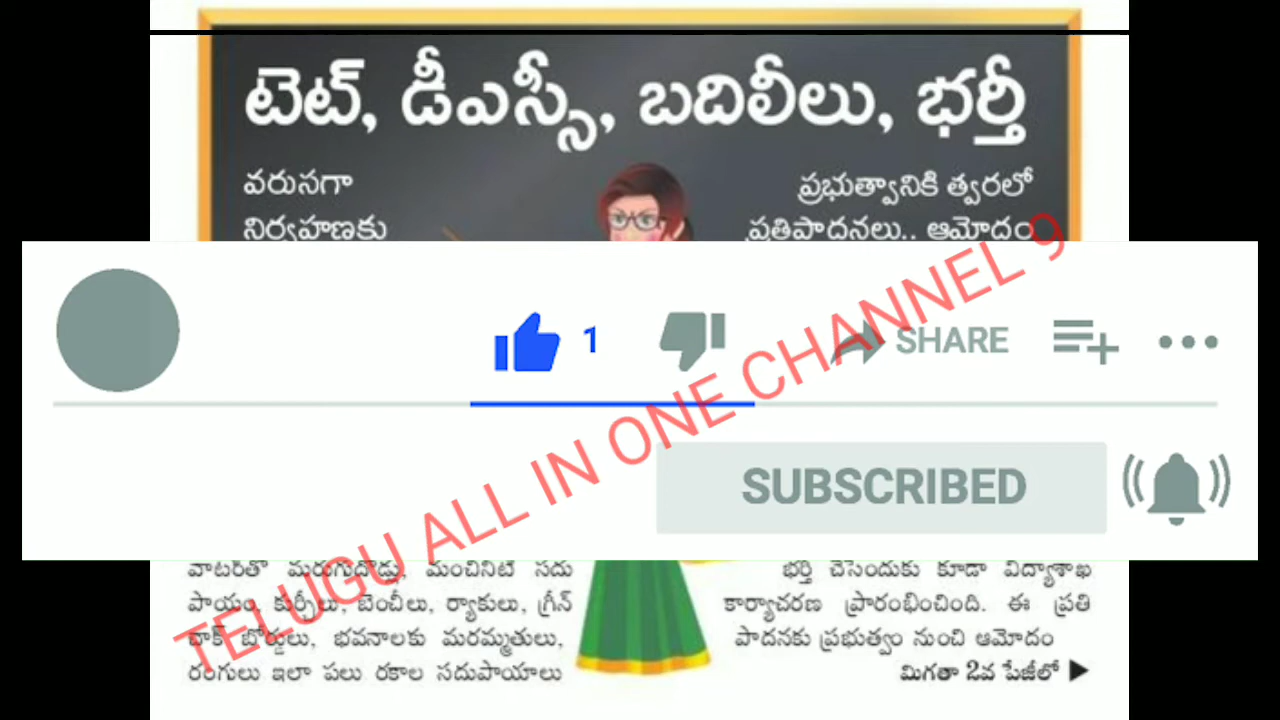 టెట్, డీఎస్సీ, బదిలీలు, భర్తీ
వరుసగా
నిర్వహణకు
ప్రభుత్వానికి త్వరలో
ప్రతిపాదనలు.. ఆమోదం
1
SHARE
SUBSCRIBED
TELUGU ALL IN ONE CHANNEL 9
వాటర్‌తో మరుగుదొడ్లు, మంచినీటి సదు
పాయం, కుర్చీలు, బెంచీలు, ర్యాకులు, గ్రీన్
చాక్ బోర్డులు, భవనాలకు మరమ్మతులు,
రంగులు ఇలా పలు రకాల సదుపాయాలు
భర్తీ చేసేందుకు కూడా విద్యాశాఖ
కార్యాచరణ ప్రారంభించింది. ఈ ప్రతి
పాదనకు ప్రభుత్వం నుంచి ఆమోదం
మిగతా 2వ పేజీలో ▶